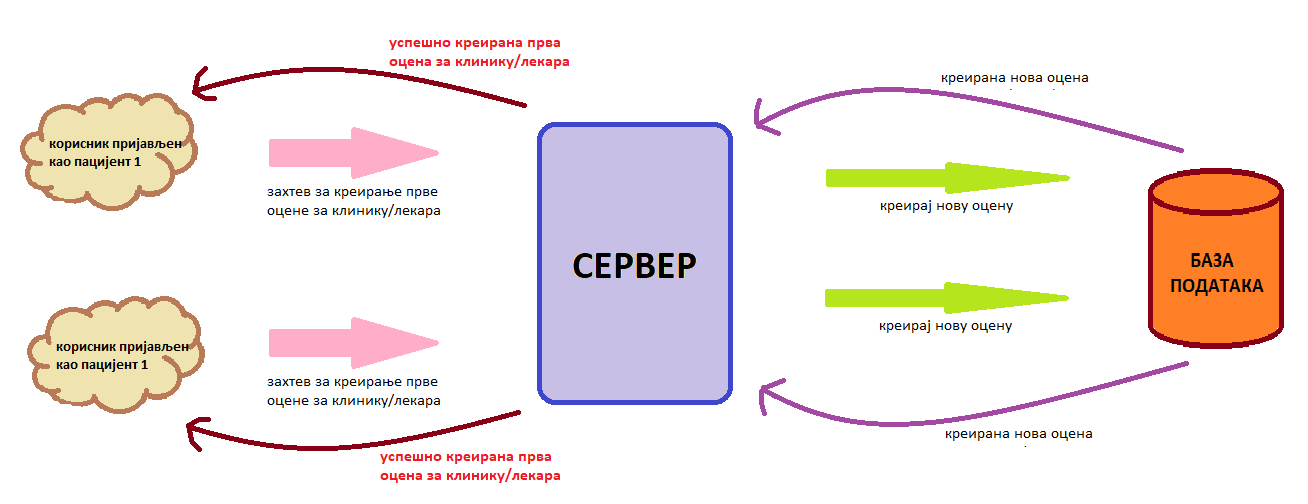 успешно креирана прва
оцена за клинику/лекара
креирана нова оцена
корисник пријављен
као пацијент 1
захтев за креирање прве
оцене за клинику/лекара
креирај нову оцену
СЕРВЕР
БАЗА
ПОДАТАКА
корисник пријављен
као пацијент 1
захтев за креирање прве
оцене за клинику/лекара
креирај нову оцену
креирана нова оцена
успешно креирана прва
оцена за клинику/лекара